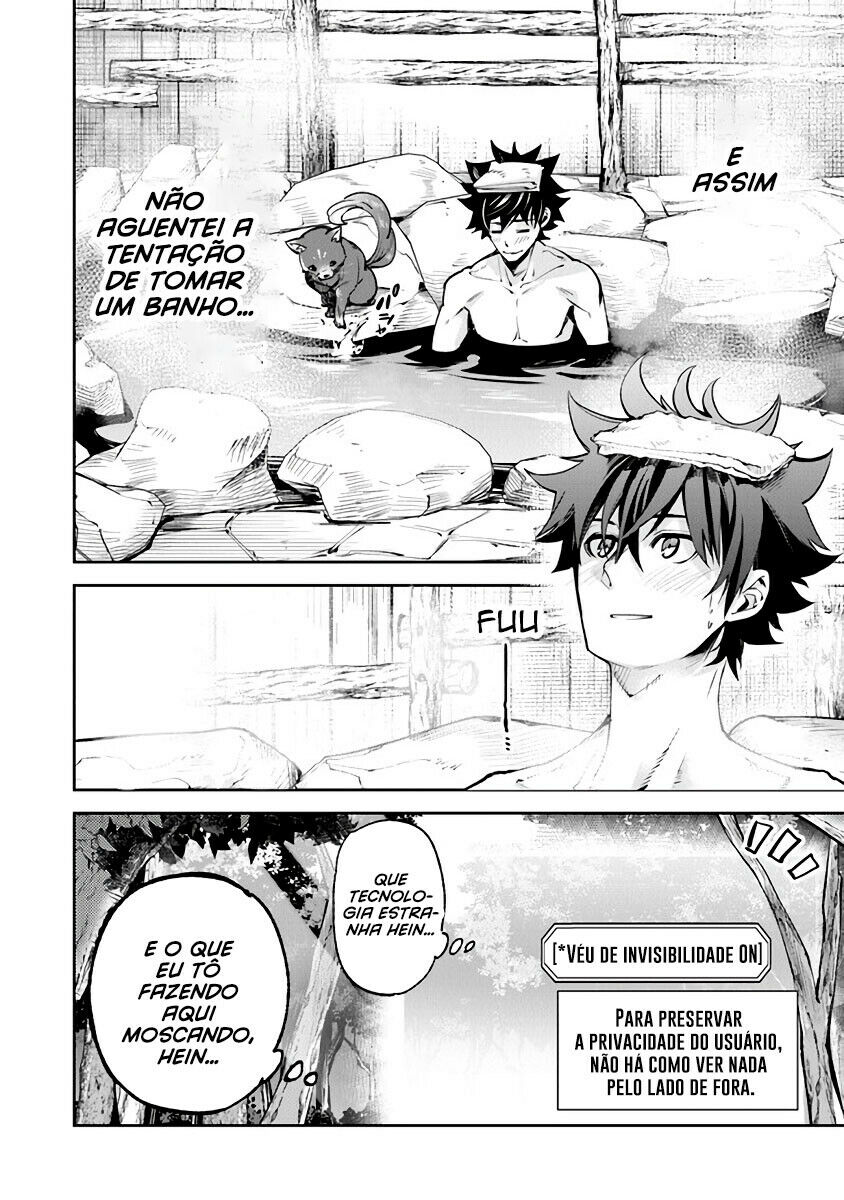 E
ASSIM
NÃO
AGUENTEI A
TENTAÇÃO
DE TOMAR
UM BANHO...
FUU
[*VÉU DE INVISIBILIDADE ON]
PARA PRESERVAR
A PRIVACIDADE DO USUÁRIO,
NÃO HÁ COMO VER NADA
PELO LADO DE FORA.
QUE
TECNOLO-
GIA ESTRA-
NHA HEIN...
E O QUE
EU TÔ
FAZENDO
AQUI
MOSCANDO,
HEIN...